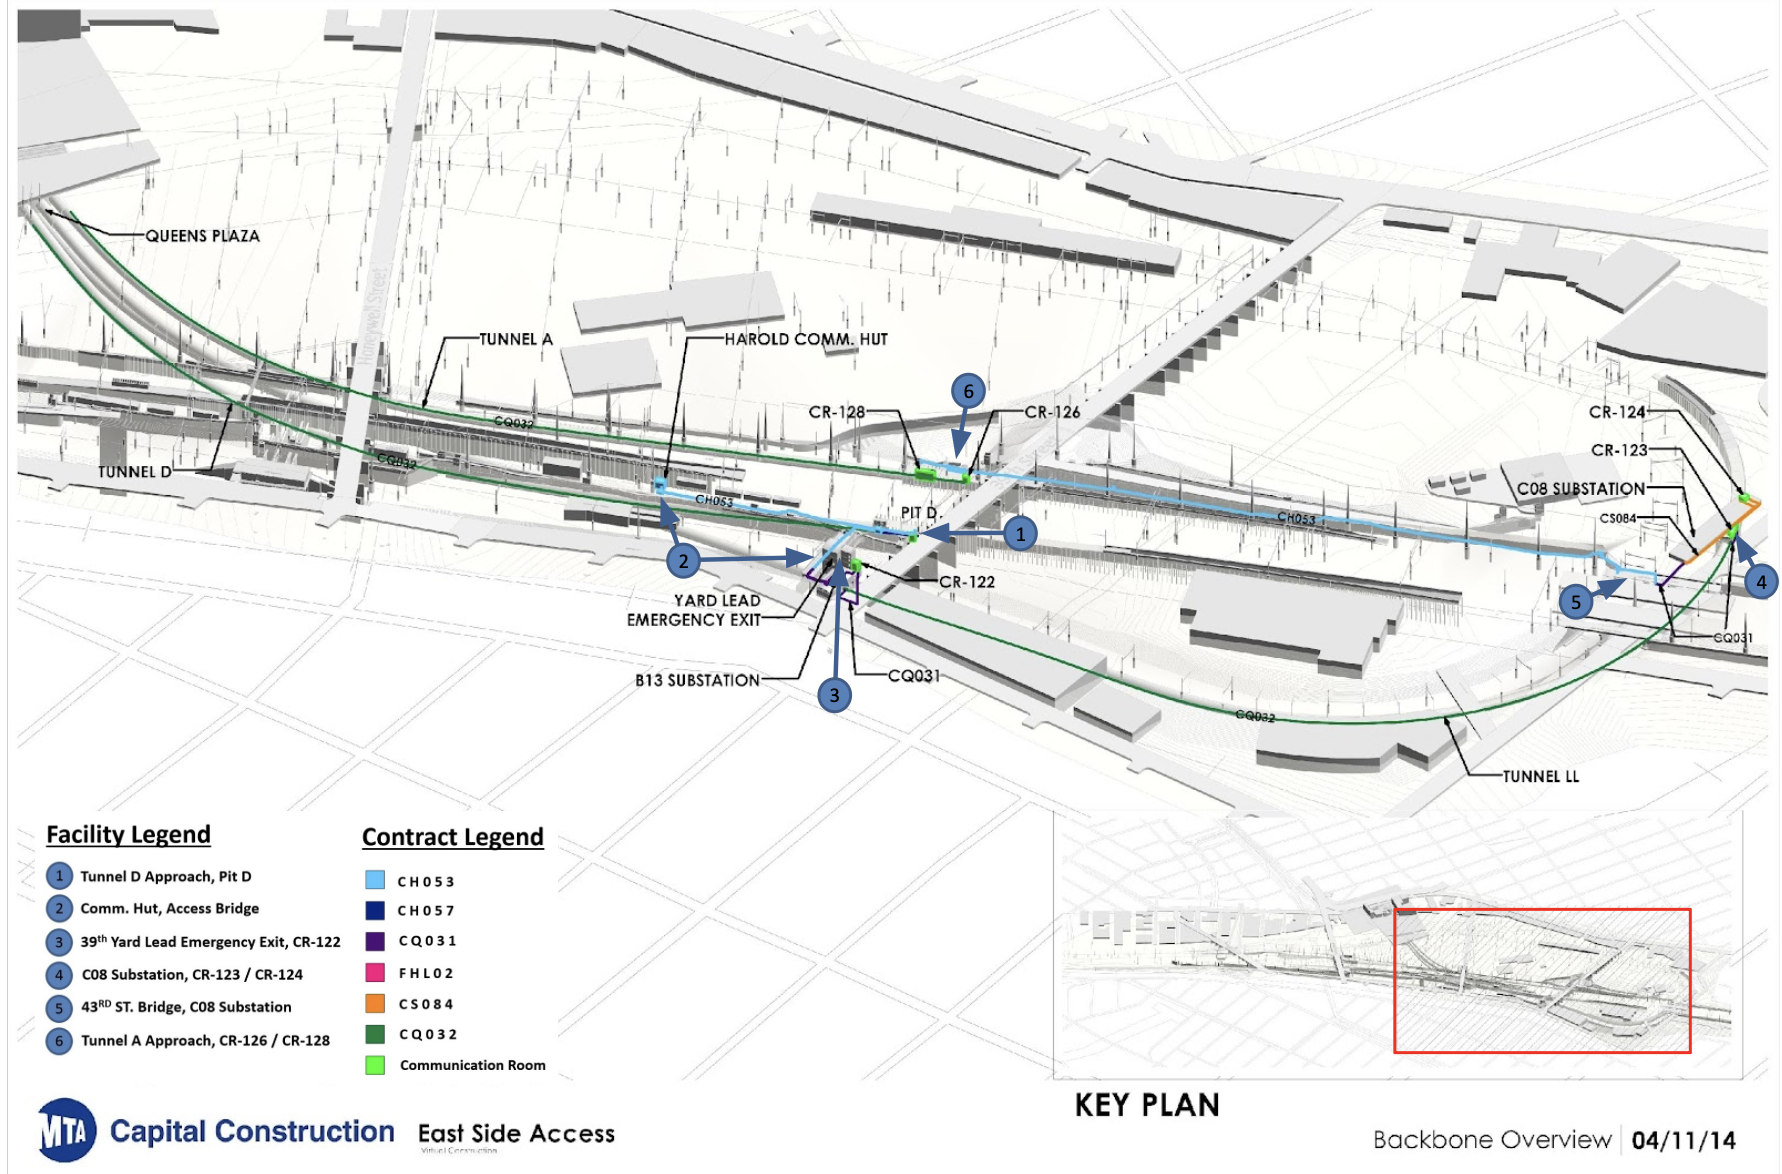 QUEENS PLAZA
Honeywell Street
TUNNEL A
HAROLD COMM. HUT
6
CR-128
CR-126
CR-124
CQ032
CR-123
CQ032
TUNNEL D
C08 SUBSTATION
CH053
PIT D
CH053
CS084
1
2
4
CR-122
5
YARD LEAD
EMERGENCY EXIT
CQ031
B13 SUBSTATION
CQ031
3
CQ032
TUNNEL LL
Facility Legend
1 Tunnel D Approach, Pit D
2 Comm. Hut, Access Bridge
3 39th Yard Lead Emergency Exit, CR-122
4 C08 Substation, CR-123 / CR-124
5 43RD ST. Bridge, C08 Substation
6 Tunnel A Approach, CR-126 / CR-128
Contract Legend
CH053
CH057
CQ031
FHL02
CS084
CQ032
Communication Room
KEY PLAN
MTA Capital Construction East Side Access
Virtual Construction
Backbone Overview 04/11/14